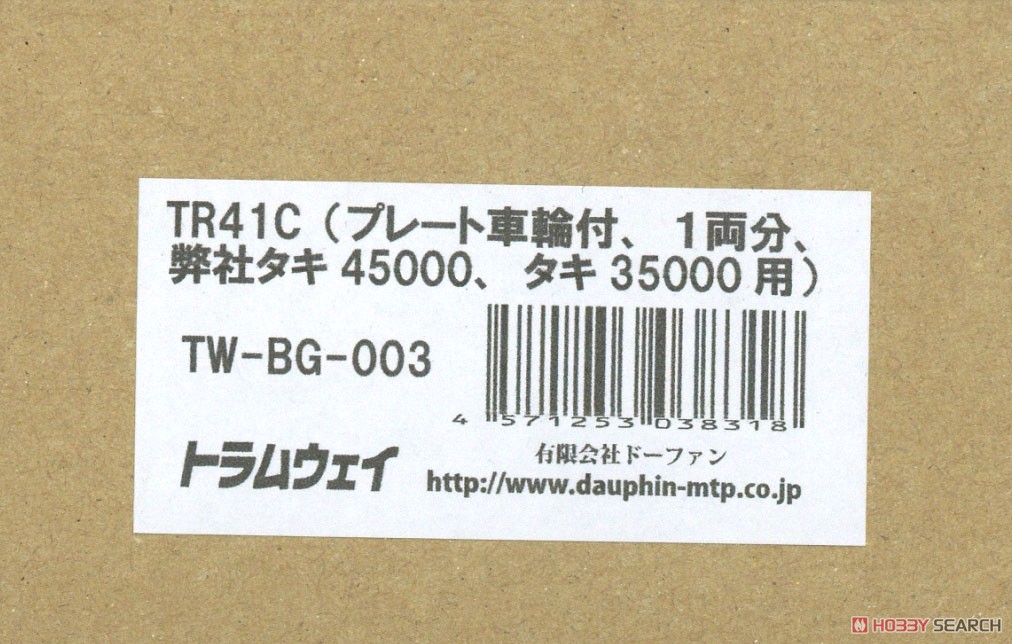 TR41C（プレート車輪付、１両分、
弊社タキ 45000、タキ 35000 用）
TW-BG-003
4 571253 038318
トラムウェイ
有限会社ドーファン
http://www.dauphin-mtp.co.jp
HOBBY SEARCH